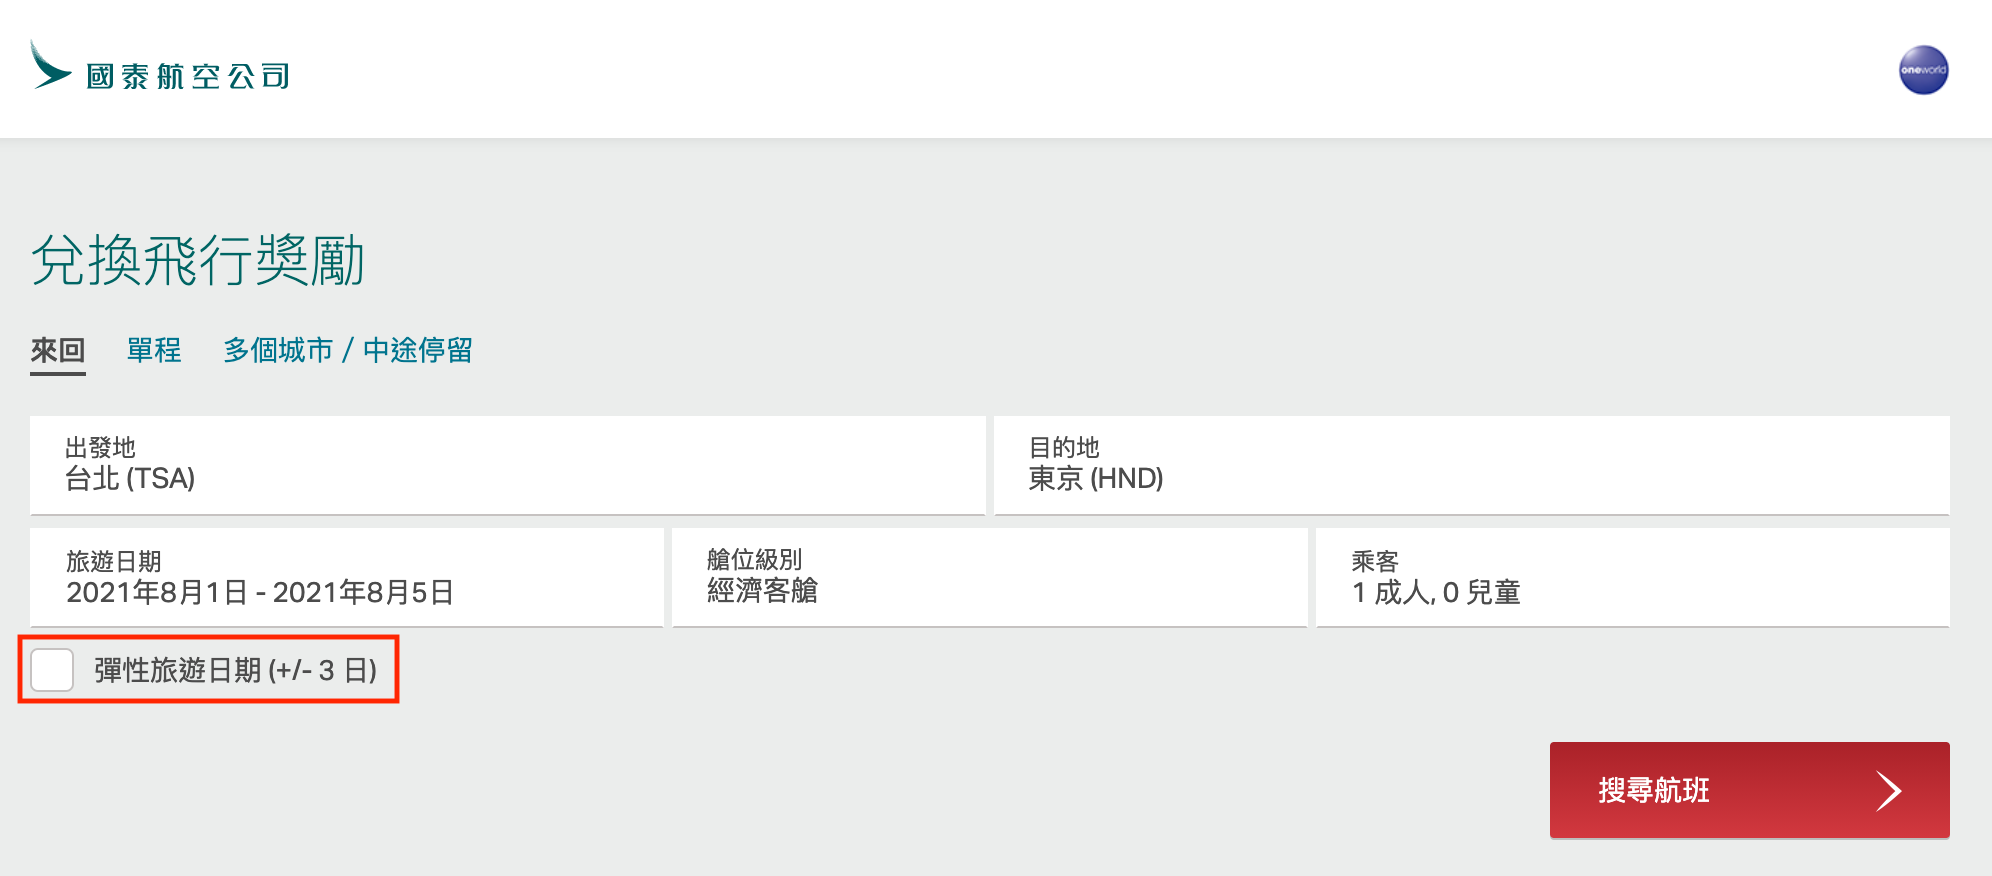 國泰航空公司
oneworld
兌換飛行獎勵
來回 單程 多個城市 / 中途停留
出發地
台北 (TSA)
目的地
東京 (HND)
旅遊日期
2021年8月1日 - 2021年8月5日
艙位級別
經濟客艙
乘客
1 成人, 0 兒童
彈性旅遊日期 (+/- 3 日)
搜尋航班